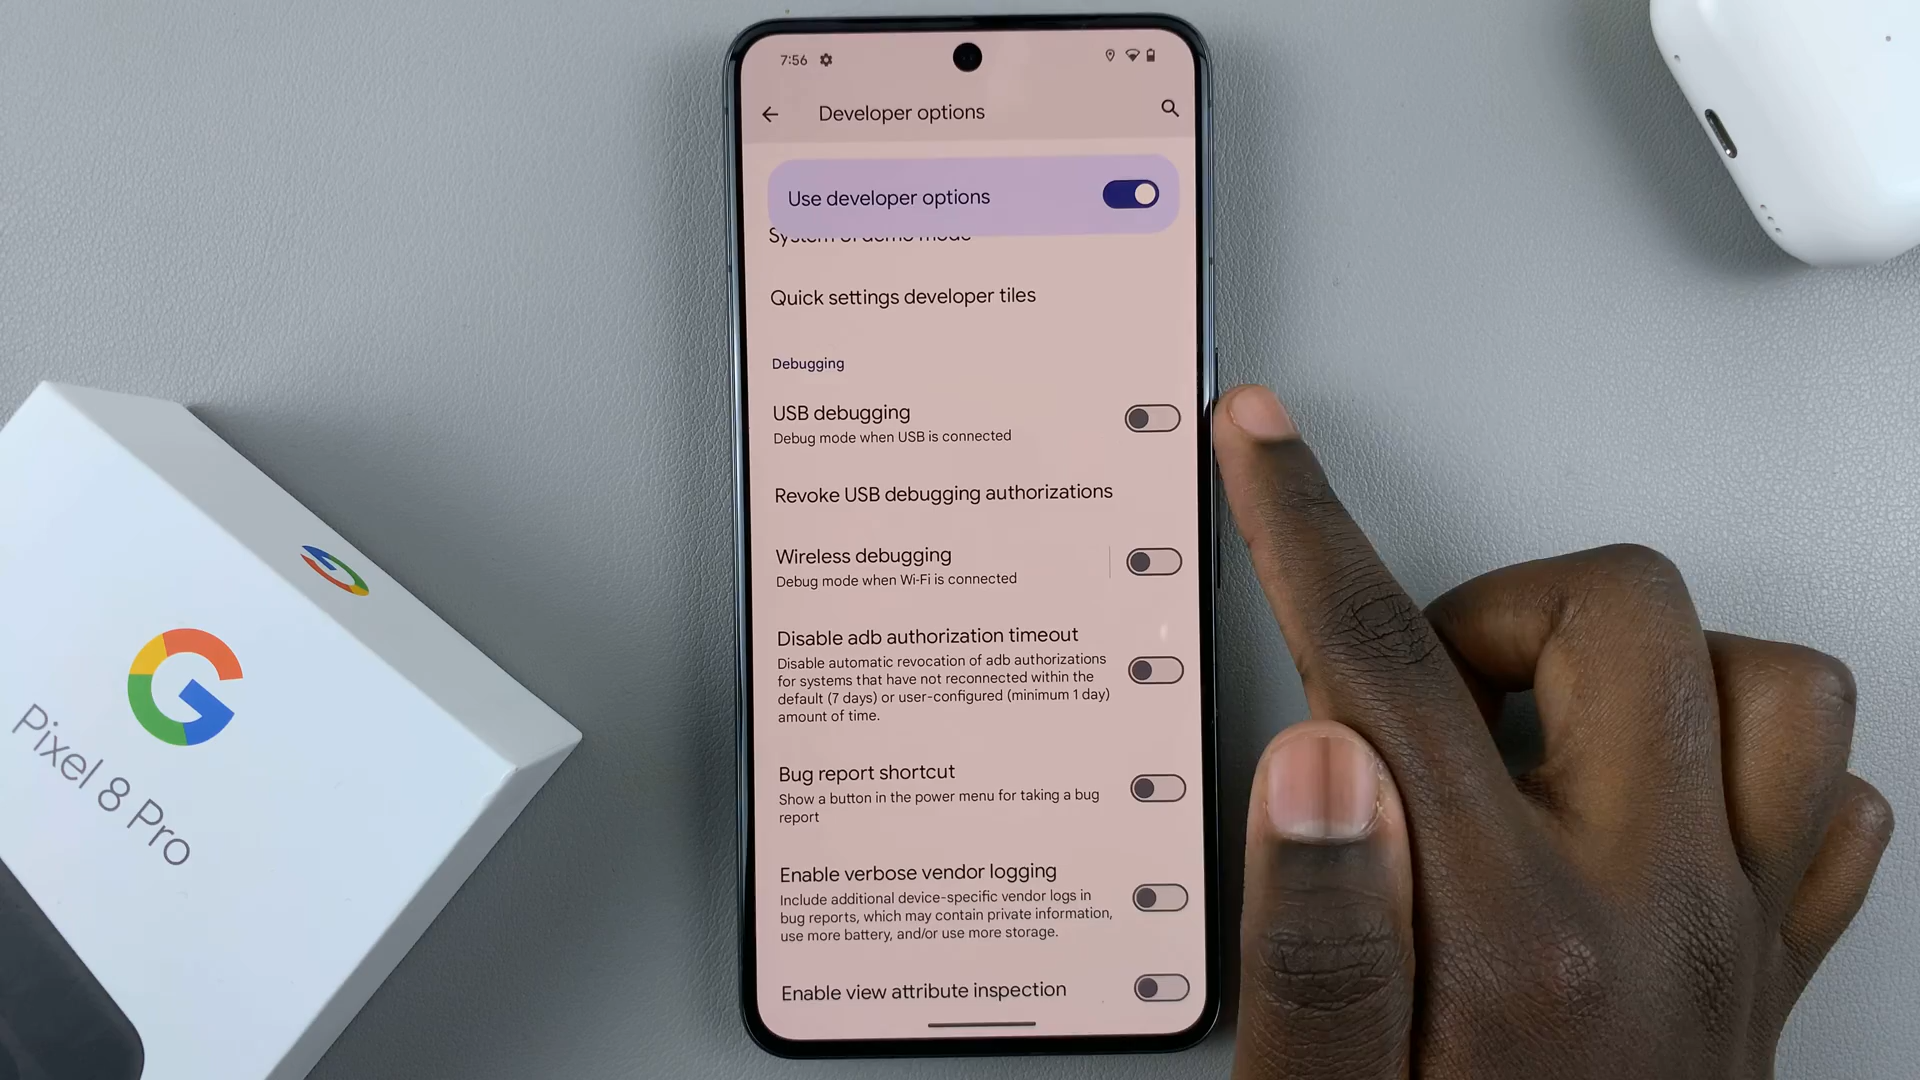 7:56
Developer options
Use developer options
System UI demo mode
Quick settings developer tiles
Debugging
USB debugging
Debug mode when USB is connected
Revoke USB debugging authorizations
Wireless debugging
Debug mode when Wi-Fi is connected
Disable adb authorization timeout
Disable automatic revocation of adb authorizations
for systems that have not reconnected within the
default (7 days) or user-configured (minimum 1 day)
amount of time.
Bug report shortcut
Show a button in the power menu for taking a bug
report
Enable verbose vendor logging
Include additional device-specific vendor logs in
bug reports, which may contain private information,
use more battery, and/or use more storage.
Enable view attribute inspection
G
G
Pixel 8 Pro